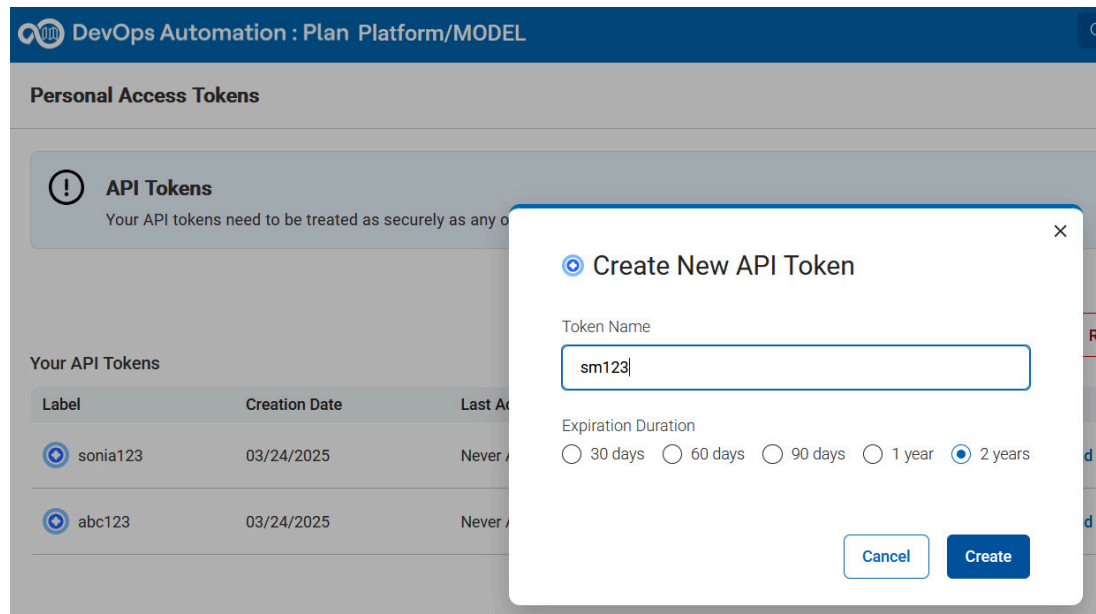 DevOps Automation : Plan Platform/MODEL
Personal Access Tokens
API Tokens
Your API tokens need to be treated as securely as any
Create New API Token
Token Name
sm123
Expiration Duration
30 days 60 days 90 days 1 year 2 years
Cancel Create
Your API Tokens
Label Creation Date Last
sonia123 03/24/2025 Never
abc123 03/24/2025 Never